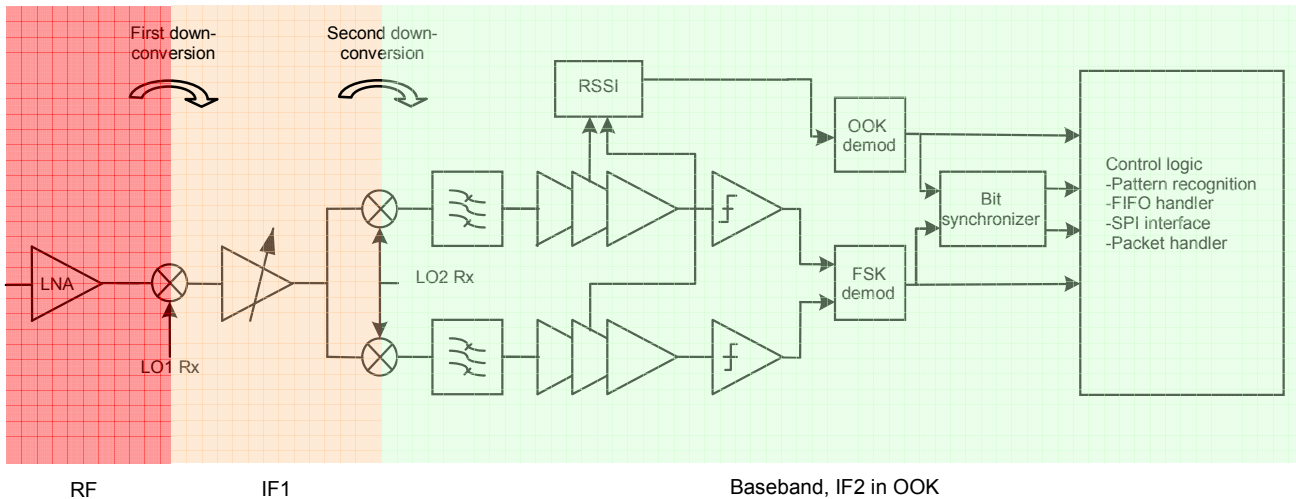 First down-
conversion
Second down-
conversion
RSSI
OOK
demod
Control logic
-Pattern recognition
-FIFO handler
-SPI interface
-Packet handler
Bit
synchronizer
LNA
LO2 Rx
FSK
demod
LO1 Rx
RF
IF1
Baseband, IF2 in OOK